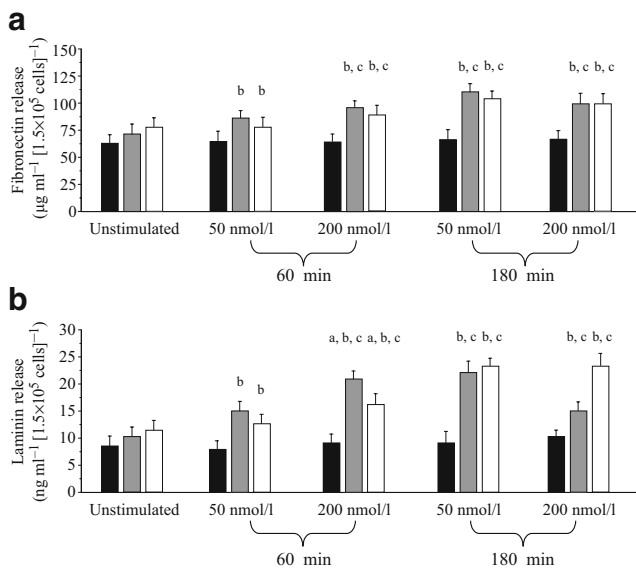 a
Fibronectin release
(µg ml⁻¹ [1.5×10⁵ cells]⁻¹)
150
125
100
75
50
25
0
b b
b, c b, c
b, c b, c
b, c b, c
Unstimulated 50 nmol/l 200 nmol/l 50 nmol/l 200 nmol/l
60 min 180 min
b
Laminin release
(ng ml⁻¹ [1.5×10⁵ cells]⁻¹)
30
25
20
15
10
5
0
b b
a, b, c a, b, c
b, c b, c
b, c b, c
Unstimulated 50 nmol/l 200 nmol/l 50 nmol/l 200 nmol/l
60 min 180 min